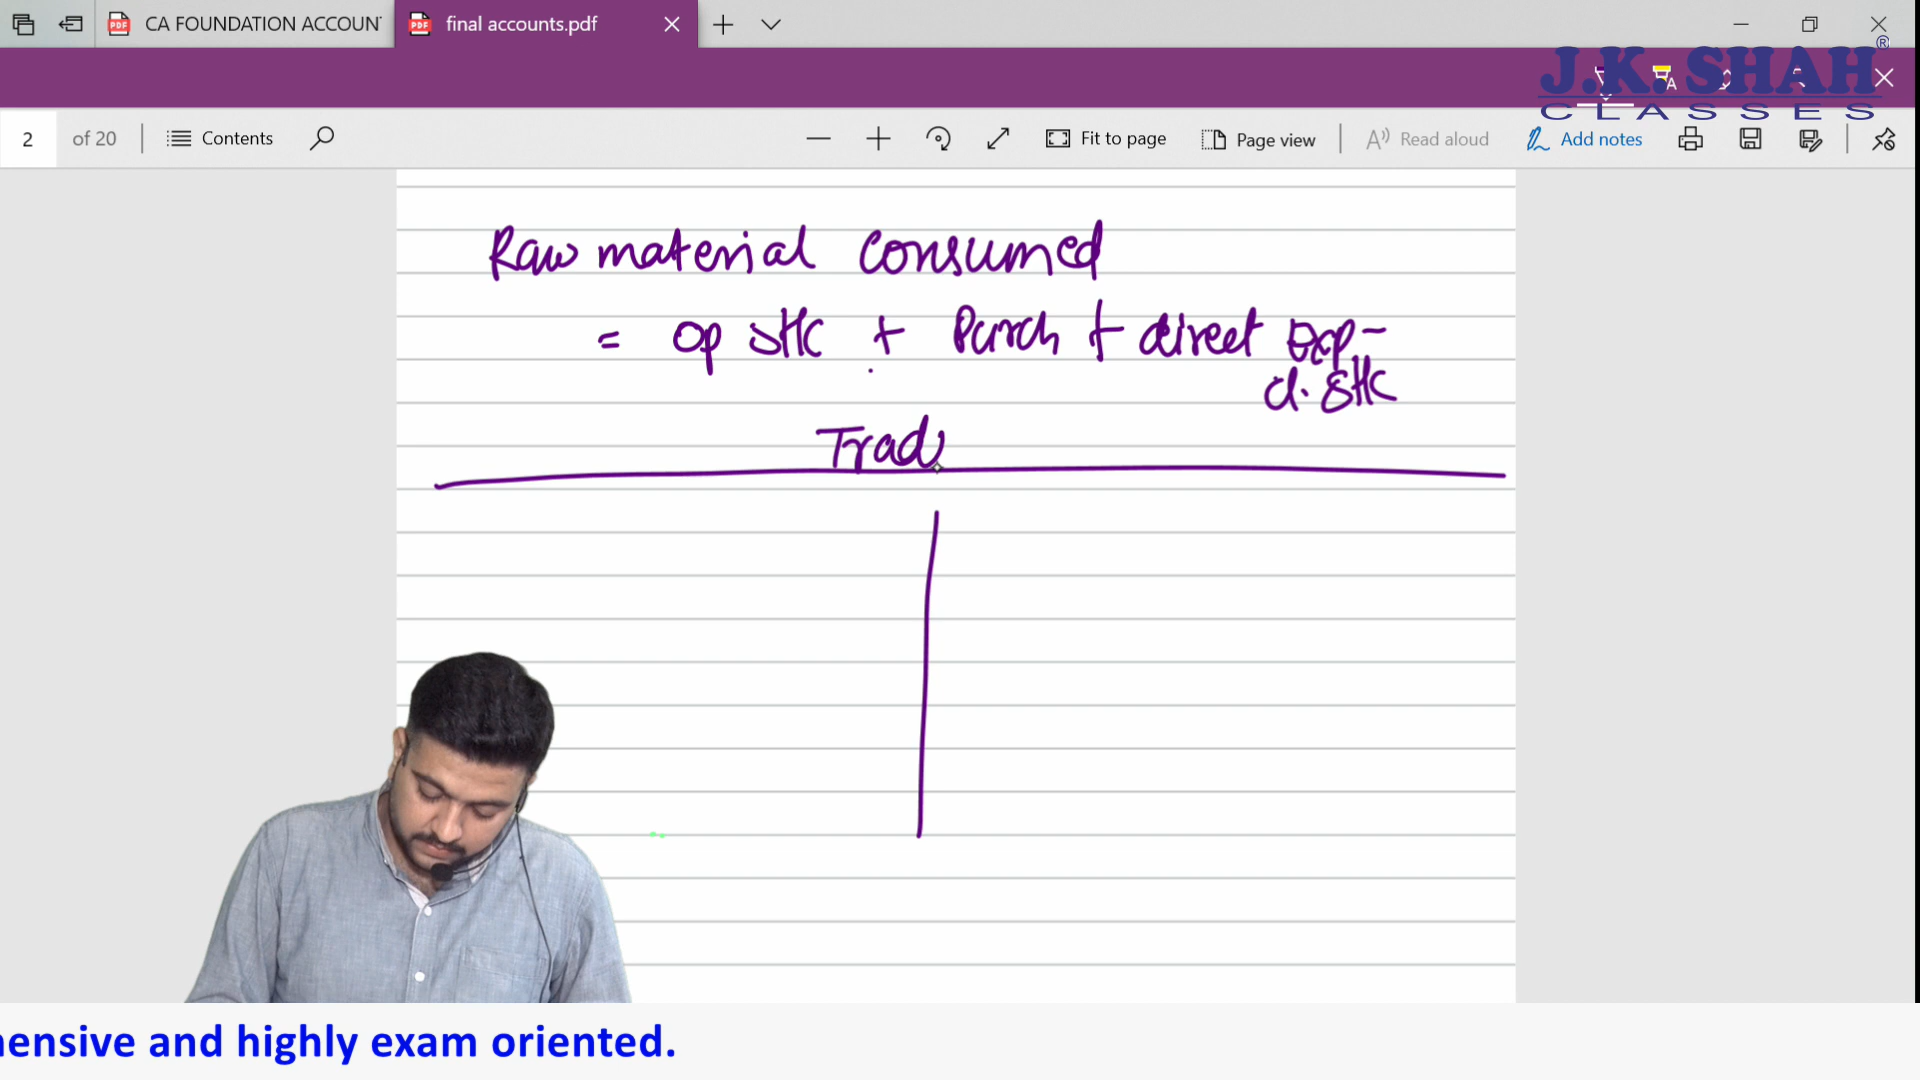 CA FOUNDATION ACCOUN
final accounts.pdf
J.K. SHAH®
CLASSES
2 of 20
Contents
Fit to page
Page view
Read aloud
Add notes
Raw material Consumed
= Op stk + Purch + direct Exp -
cl. stk
Trad
hensive and highly exam oriented.